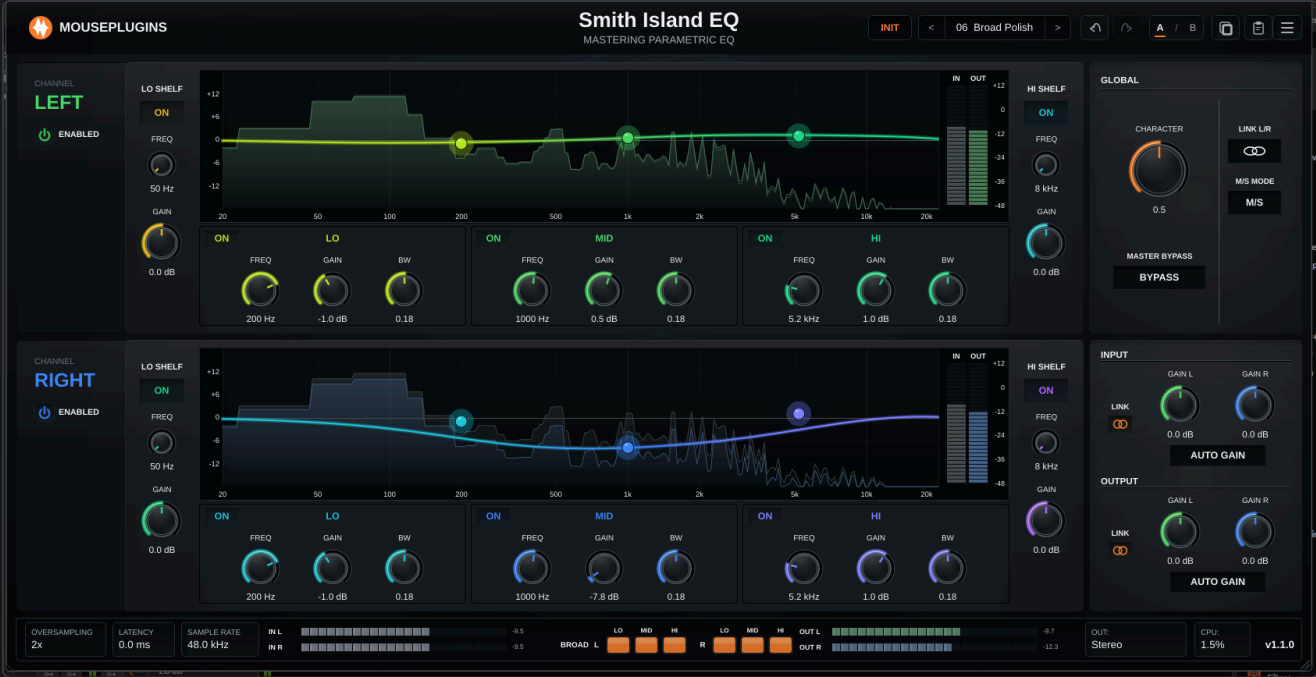 MOUSEPLUGINS
Smith Island EQ
MASTERING PARAMETRIC EQ
INIT < 06 Broad Polish > A / B
CHANNEL
LEFT
ENABLED
LO SHELF
ON
FREQ
50 Hz
GAIN
0.0 dB
+12
+6
0
-6
-12
20 50 100 200 500 1k 2k 5k 10k 20k
IN OUT
+12
0
-12
-24
-36
-48
ON LO
FREQ GAIN BW
200 Hz -1.0 dB 0.18
ON MID
FREQ GAIN BW
1000 Hz 0.5 dB 0.18
ON HI
FREQ GAIN BW
5.2 kHz 1.0 dB 0.18
HI SHELF
ON
FREQ
8 kHz
GAIN
0.0 dB
GLOBAL
CHARACTER
0.5
LINK L/R
M/S MODE
M/S
MASTER BYPASS
BYPASS
CHANNEL
RIGHT
ENABLED
LO SHELF
ON
FREQ
50 Hz
GAIN
0.0 dB
+12
+6
0
-6
-12
20 50 100 200 500 1k 2k 5k 10k 20k
IN OUT
+12
0
-12
-24
-36
-48
ON LO
FREQ GAIN BW
200 Hz -1.0 dB 0.18
ON MID
FREQ GAIN BW
1000 Hz -7.8 dB 0.18
ON HI
FREQ GAIN BW
5.2 kHz 1.0 dB 0.18
HI SHELF
ON
FREQ
8 kHz
GAIN
0.0 dB
INPUT
GAIN L GAIN R
LINK
0.0 dB 0.0 dB
AUTO GAIN
OUTPUT
GAIN L GAIN R
LINK
0.0 dB 0.0 dB
AUTO GAIN
OVERSAMPLING
2x
LATENCY
0.0 ms
SAMPLE RATE
48.0 kHz
IN L -9.5
IN R -9.5
LO MID HI LO MID HI
BROAD L R
OUT L -9.7
OUT R -12.3
OUT:
Stereo
CPU:
1.5%
v1.1.0